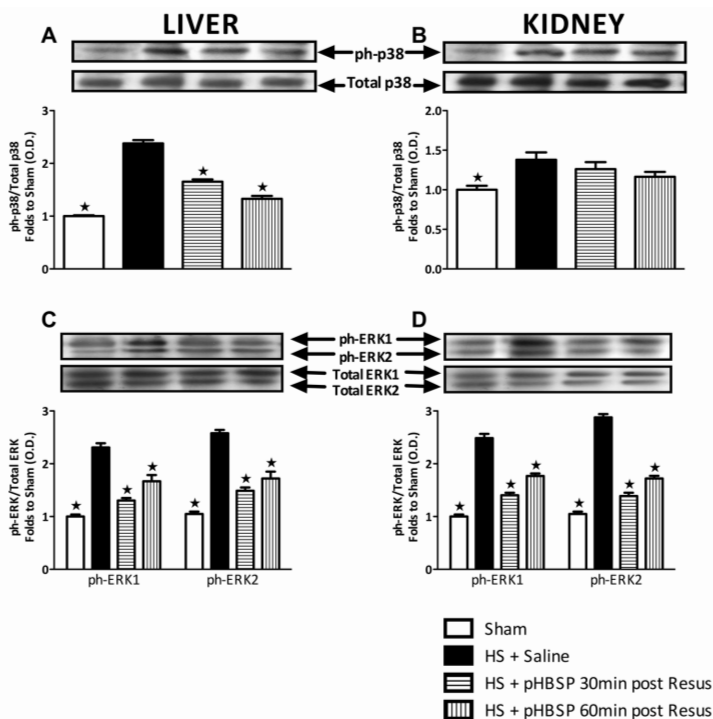 LIVER
KIDNEY
A
B
ph-p38
Total p38
ph-p38/Total p38
Folds to Sham (O.D.)
3
2
1
0
★
★
★
ph-p38/Total p38
Folds to Sham (O.D.)
2.0
1.5
1.0
0.5
0.0
★
C
D
ph-ERK1
ph-ERK2
Total ERK1
Total ERK2
ph-ERK/Total ERK
Folds to Sham (O.D.)
3
2
1
0
★
★
★
★
★
★
ph-ERK1
ph-ERK2
ph-ERK/Total ERK
Folds to Sham (O.D.)
3
2
1
0
★
★
★
★
★
★
ph-ERK1
ph-ERK2
Sham
HS + Saline
HS + pHBSP 30min post Resus
HS + pHBSP 60min post Resus